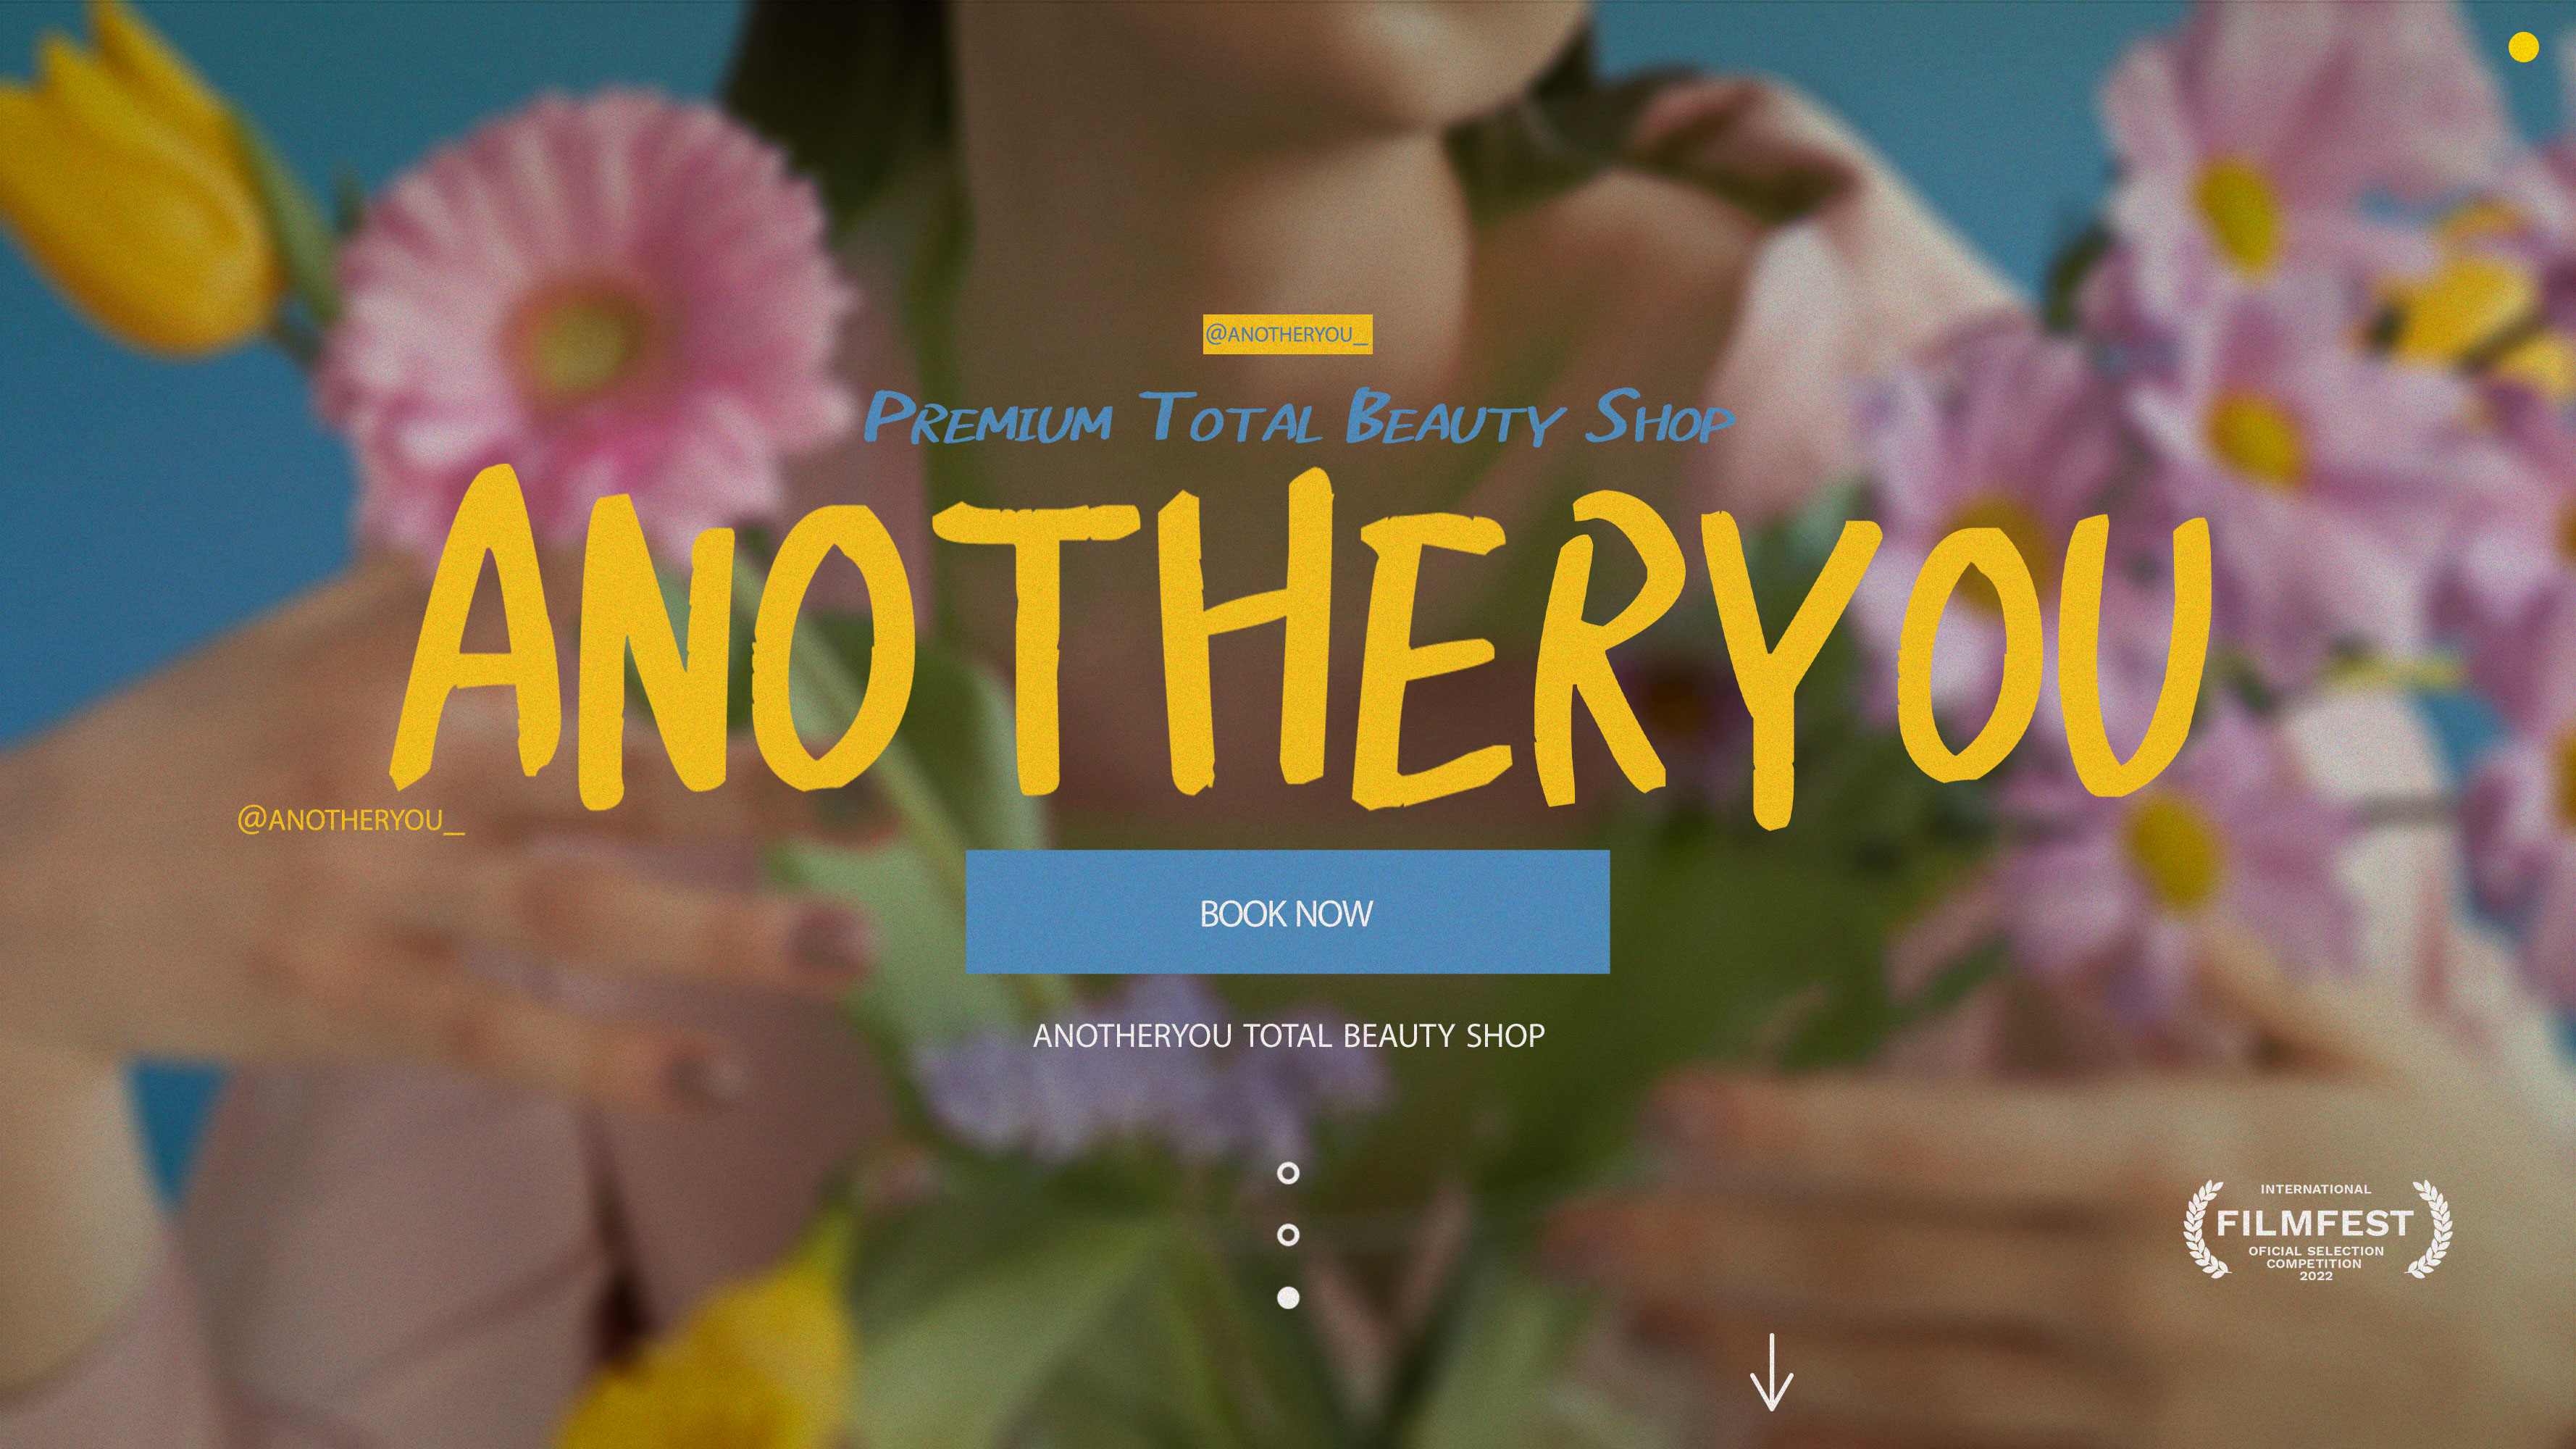 @ANOTHERYOU_
PREMIUM TOTAL BEAUTY SHOP
ANOTHERYOU
@ANOTHERYOU_
BOOK NOW
ANOTHERYOU TOTAL BEAUTY SHOP
INTERNATIONAL
FILMFEST
OFICIAL SELECTION
COMPETITION
2022